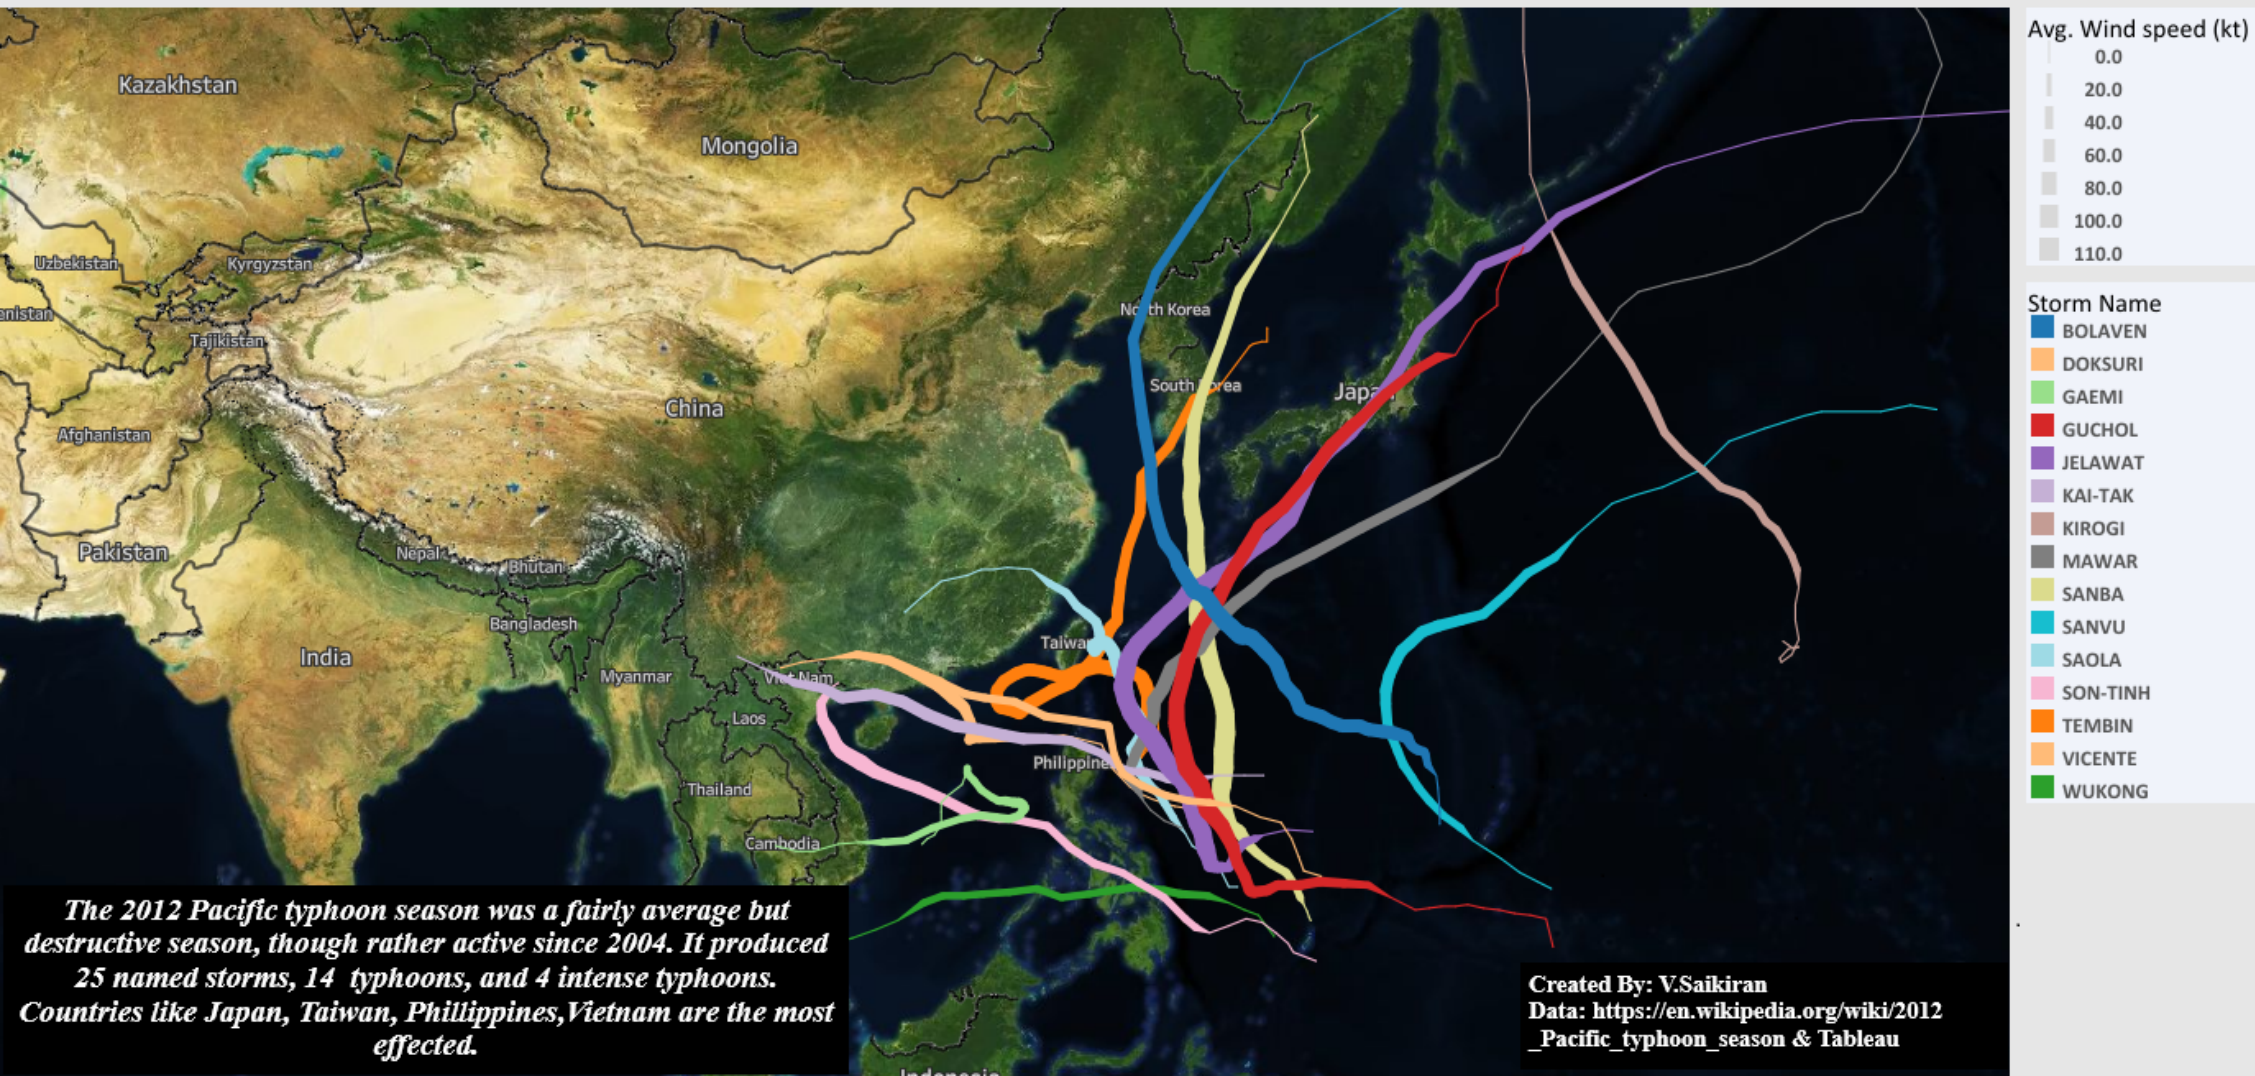 Kazakhstan
Mongolia
Uzbekistan
Kyrgyzstan
enistan
Tajikistan
North Korea
South Korea
Japa
China
Afghanistan
Pakistan
Nepal
Bhutan
Bangladesh
India
Myanmar
Taiwa
Viet Nam
Laos
Philippine
Thailand
Cambodia
Indonesia
The 2012 Pacific typhoon season was a fairly average but
destructive season, though rather active since 2004. It produced
25 named storms, 14 typhoons, and 4 intense typhoons.
Countries like Japan, Taiwan, Phillippines,Vietnam are the most
effected.
Created By: V.Saikiran
Data: https://en.wikipedia.org/wiki/2012
_Pacific_typhoon_season & Tableau
Avg. Wind speed (kt)
0.0
20.0
40.0
60.0
80.0
100.0
110.0
Storm Name
BOLAVEN
DOKSURI
GAEMI
GUCHOL
JELAWAT
KAI-TAK
KIROGI
MAWAR
SANBA
SANVU
SAOLA
SON-TINH
TEMBIN
VICENTE
WUKONG